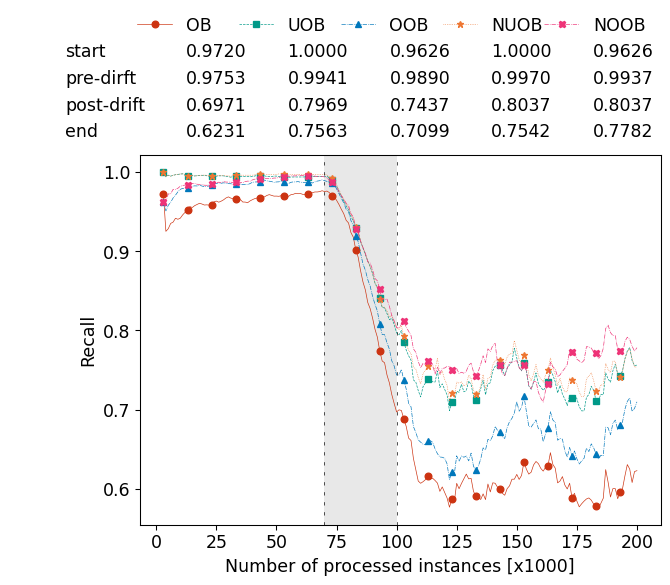 OB UOB OOB NUOB NOOB
start 0.9720 1.0000 0.9626 1.0000 0.9626
pre-dirft 0.9753 0.9941 0.9890 0.9970 0.9937
post-drift 0.6971 0.7969 0.7437 0.8037 0.8037
end 0.6231 0.7563 0.7099 0.7542 0.7782
1.0
0.9
0.8
0.7
0.6
Recall
0 25 50 75 100 125 150 175 200
Number of processed instances [x1000]